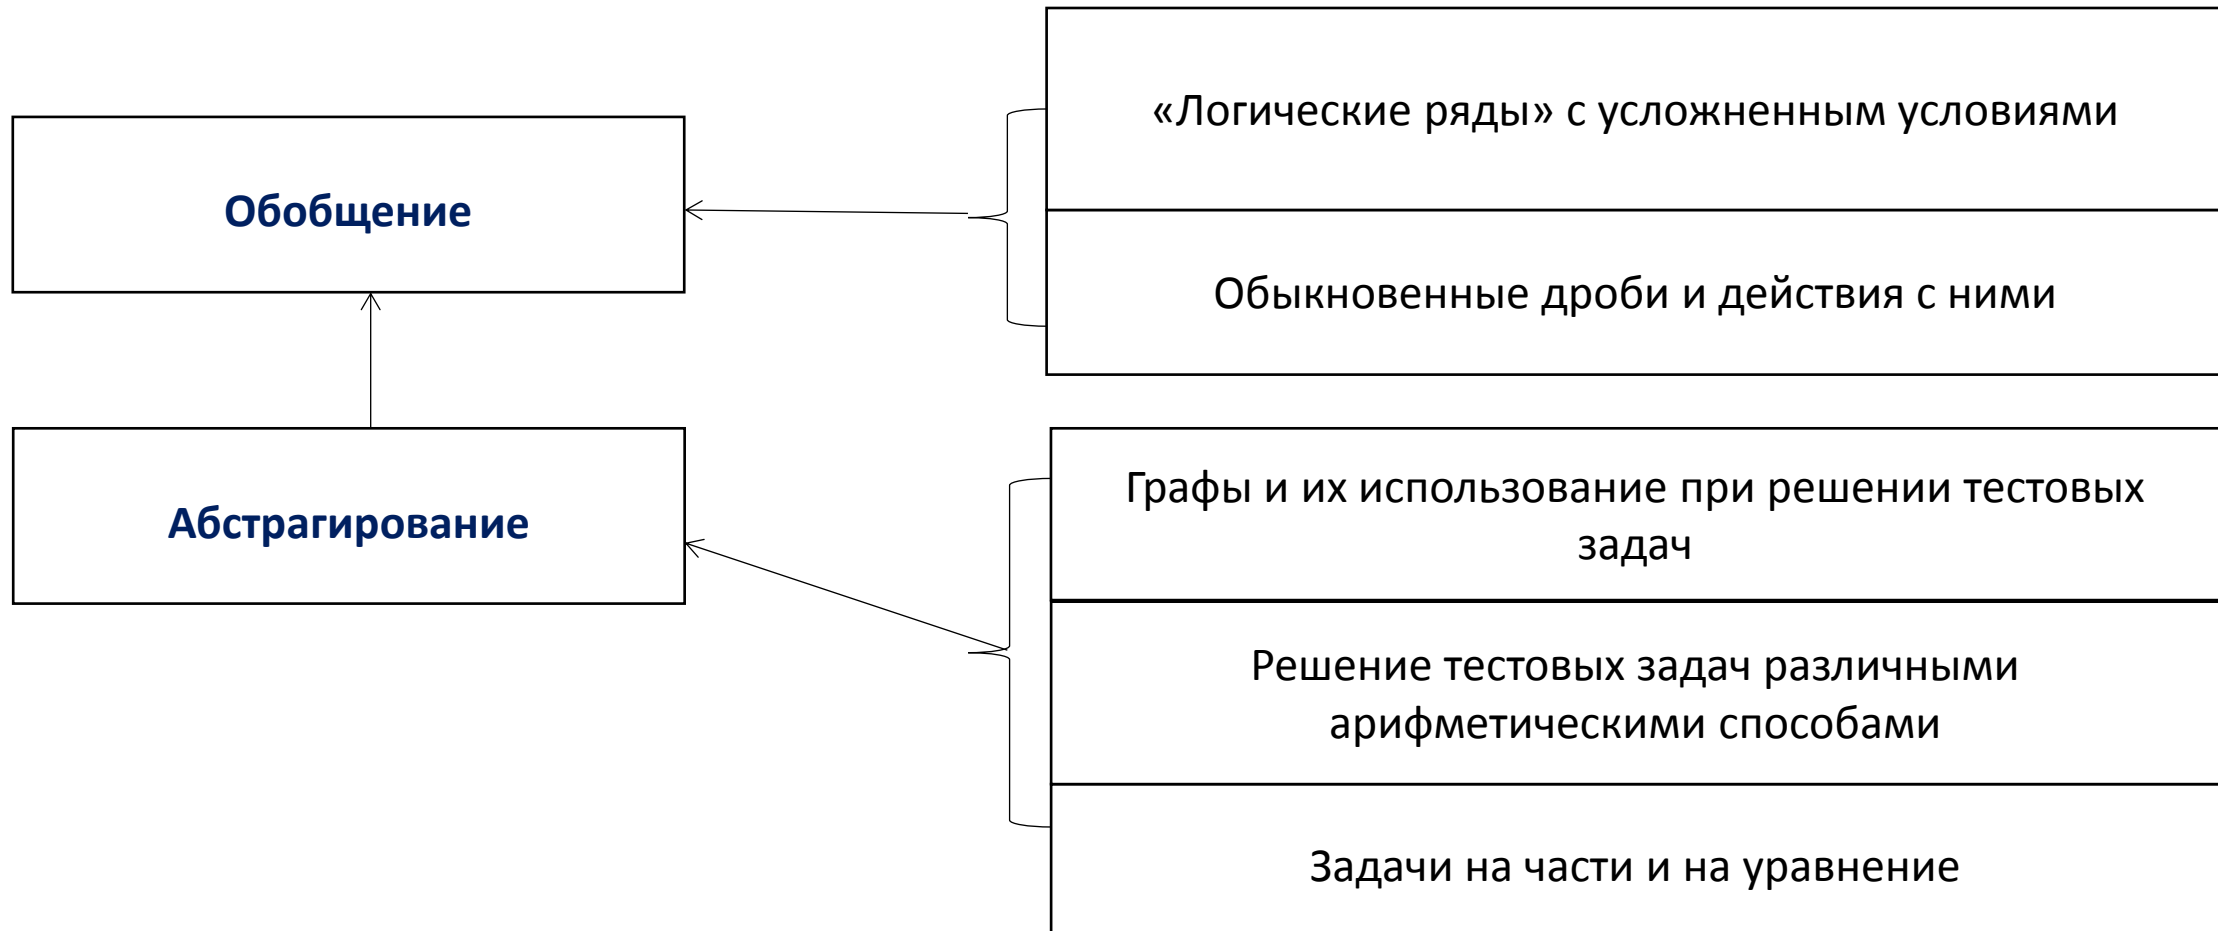 «Логические ряды» с усложненным условиями
Обобщение
Обыкновенные дроби и действия с ними
Абстрагирование
Графы и их использование при решении тестовых
задач
Решение тестовых задач различными
арифметическими способами
Задачи на части и на уравнение